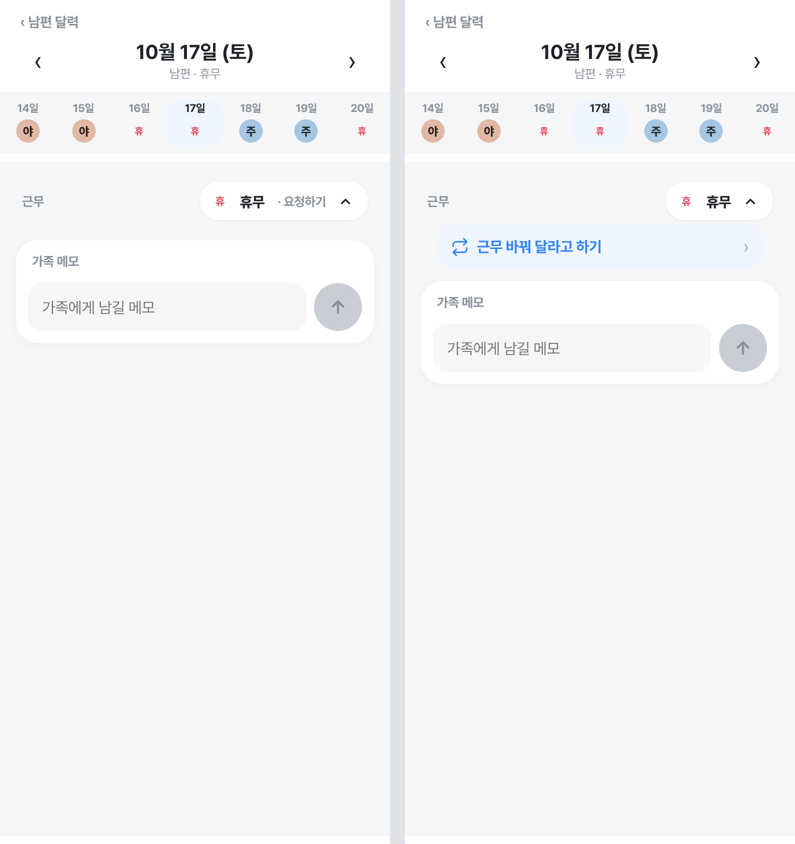 ‹ 남편 달력
‹ 10월 17일 (토) ›
남편 · 휴무
14일 15일 16일 17일 18일 19일 20일
야 야 휴 휴 주 주 휴
근무 휴 휴무 · 요청하기
가족 메모
가족에게 남길 메모
‹ 남편 달력
‹ 10월 17일 (토) ›
남편 · 휴무
14일 15일 16일 17일 18일 19일 20일
야 야 휴 휴 주 주 휴
근무 휴 휴무
근무 바꿔 달라고 하기 ›
가족 메모
가족에게 남길 메모